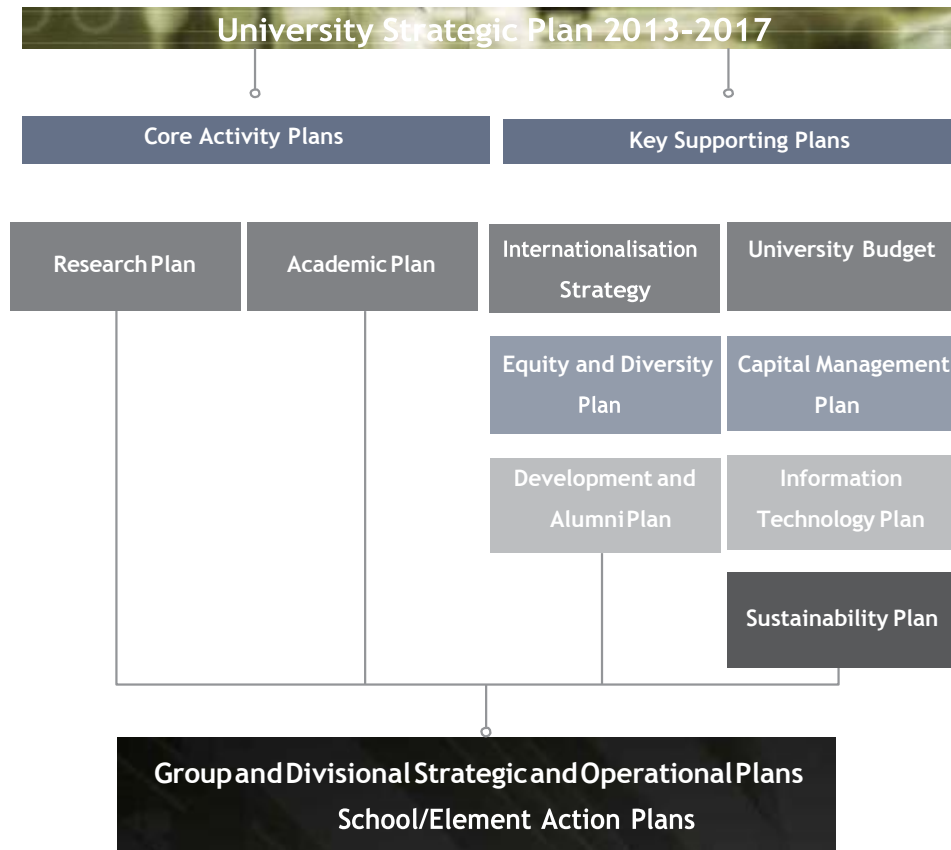 University Strategic Plan 2013-2017
Core Activity Plans
Key Supporting Plans
Research Plan
Academic Plan
Internationalisation
Strategy
University Budget
Equity and Diversity
Plan
Capital Management
Plan
Development and
Alumni Plan
Information
Technology Plan
Sustainability Plan
Group and Divisional Strategic and Operational Plans
School/Element Action Plans